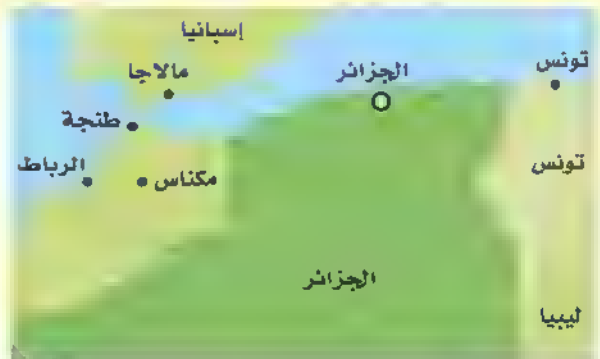 إسبانيا
تونس
الجزائر
مالاجا
طنجة
تونس
الرباط
مكناس
الجزائر
ليبيا